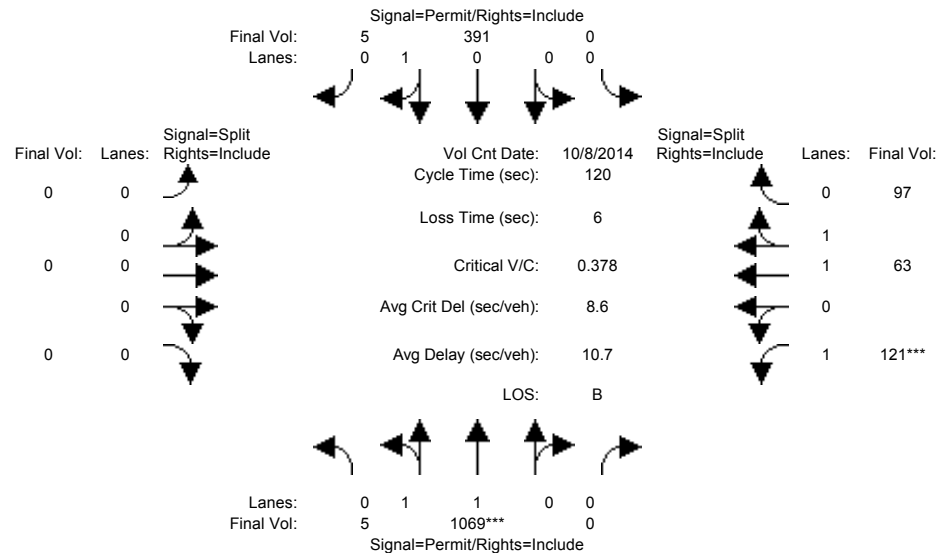 Signal=Permit/Rights=Include
Final Vol: 5 391 0
Lanes: 0 1 0 0 0
Signal=Split Signal=Split
Final Vol: Lanes: Rights=Include Vol Cnt Date: 10/8/2014 Rights=Include Lanes: Final Vol:
Cycle Time (sec): 120
0 0 0 97
Loss Time (sec): 6
0 1
0 0 Critical V/C: 0.378 1 63
0 Avg Crit Del (sec/veh): 8.6 0
0 0 Avg Delay (sec/veh): 10.7 1 121***
LOS: B
Lanes: 0 1 1 0 0
Final Vol: 5 1069*** 0
Signal=Permit/Rights=Include